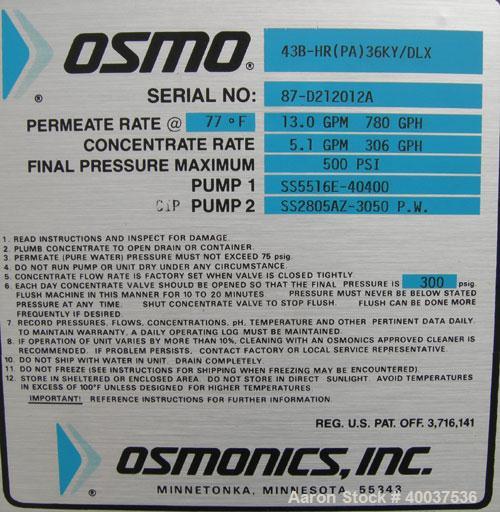 OSMO®
43B-HR(PA)36KY/DLX
®
SERIAL NO: 87-D212012A
PERMEATE RATE @ 77 °F 13.0 GPM 780 GPH
CONCENTRATE RATE 5.1 GPM 306 GPH
FINAL PRESSURE MAXIMUM 500 PSI
PUMP 1 SS5516E-40400
CIP PUMP 2 SS2805AZ-3050 P.W.
1. READ INSTRUCTIONS AND INSPECT FOR DAMAGE.
2. PLUMB CONCENTRATE TO OPEN DRAIN OR CONTAINER.
3. PERMEATE (PURE WATER) PRESSURE MUST NOT EXCEED 75 psig.
4. DO NOT RUN PUMP OR UNIT DRY UNDER ANY CIRCUMSTANCE.
5. CONCENTRATE FLOW RATE IS FACTORY SET WHEN VALVE IS CLOSED TIGHTLY.
6. EACH DAY CONCENTRATE VALVE SHOULD BE OPENED SO THAT THE FINAL PRESSURE IS 300 psig.
FLUSH MACHINE IN THIS MANNER FOR 10 TO 20 MINUTES PRESSURE MUST NEVER BE BELOW STATED
PRESSURE AT ANY TIME. SHUT CONCENTRATE VALVE TO STOP FLUSH. FLUSH CAN BE DONE MORE
FREQUENTLY IF DESIRED.
7. RECORD PRESSURES, FLOWS, CONCENTRATIONS, pH, TEMPERATURE AND OTHER PERTINENT DATA DAILY.
TO MAINTAIN WARRANTY, A DAILY OPERATING LOG MUST BE MAINTAINED.
8. IF OPERATION OF UNIT VARIES BY MORE THAN 10%, CLEANING WITH AN OSMONICS APPROVED CLEANER IS
RECOMMENDED. IF PROBLEM PERSISTS, CONTACT FACTORY OR LOCAL SERVICE REPRESENTATIVE.
10. DO NOT SHIP WITH WATER IN UNIT. DRAIN COMPLETELY.
11. DO NOT FREEZE (SEE INSTRUCTIONS FOR SHIPPING WHEN FREEZING MAY BE ENCOUNTERED).
12. STORE IN SHELTERED OR ENCLOSED AREA. DO NOT STORE IN DIRECT SUNLIGHT. AVOID TEMPERATURES
IN EXCESS OF 100°F UNLESS DESIGNED FOR HIGHER TEMPERATURES
IMPORTANT! REFERENCE INSTRUCTIONS FOR FURTHER INFORMATION.
REG. U.S. PAT. OFF. 3,716,141
OSMONICS, INC.
®
MINNETONKA, MINNESOTA 55343
Aaron Stock # 40037536